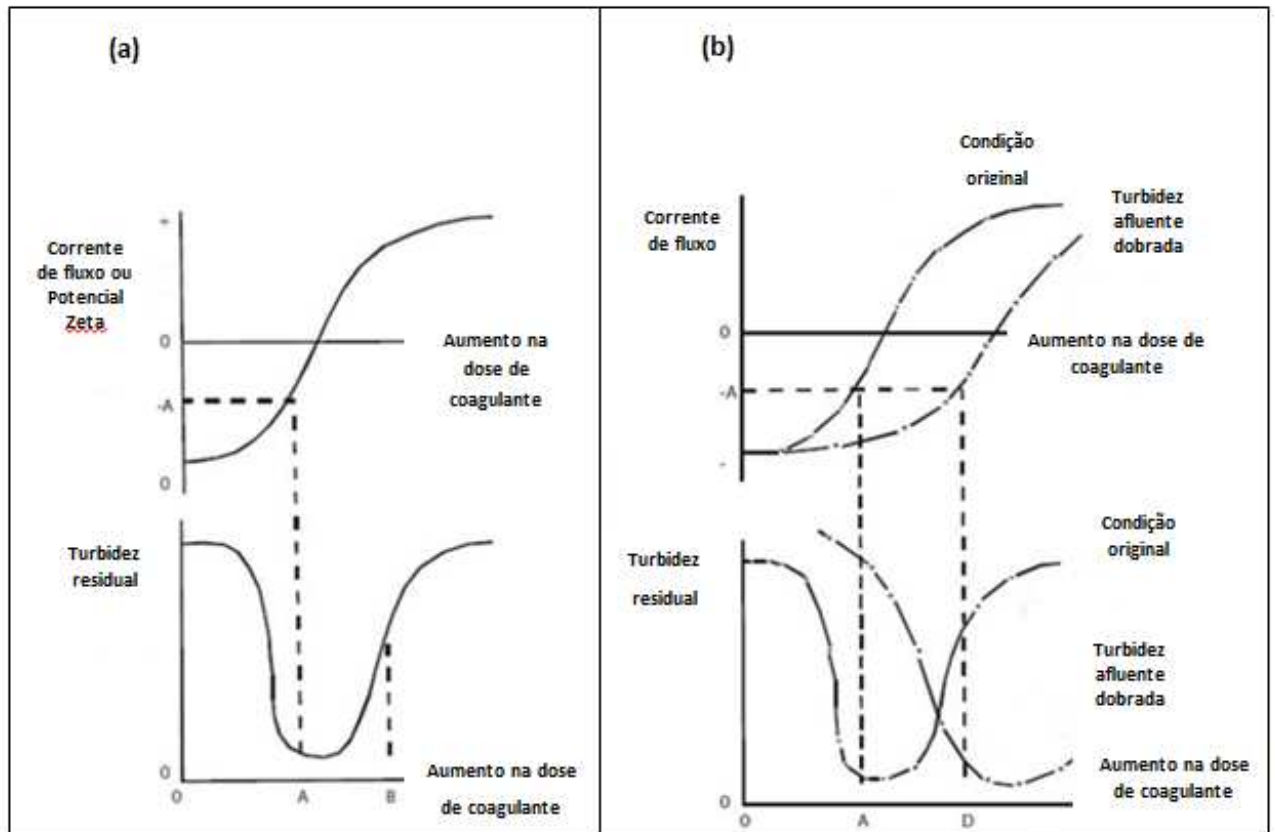 (a)
+
Corrente
de fluxo ou
Potencial
Zeta
0
Aumento na
dose de
coagulante
-A
0
Turbidez
residual
0
0
A
B
Aumento na dose
de coagulante
(b)
Condição
original
Corrente
de fluxo
Turbidez
afluente
dobrada
0
Aumento na dose de
coagulante
-A
-
Condição
original
Turbidez
residual
Turbidez
afluente
dobrada
Aumento na dose
de coagulante
0
0
A
D